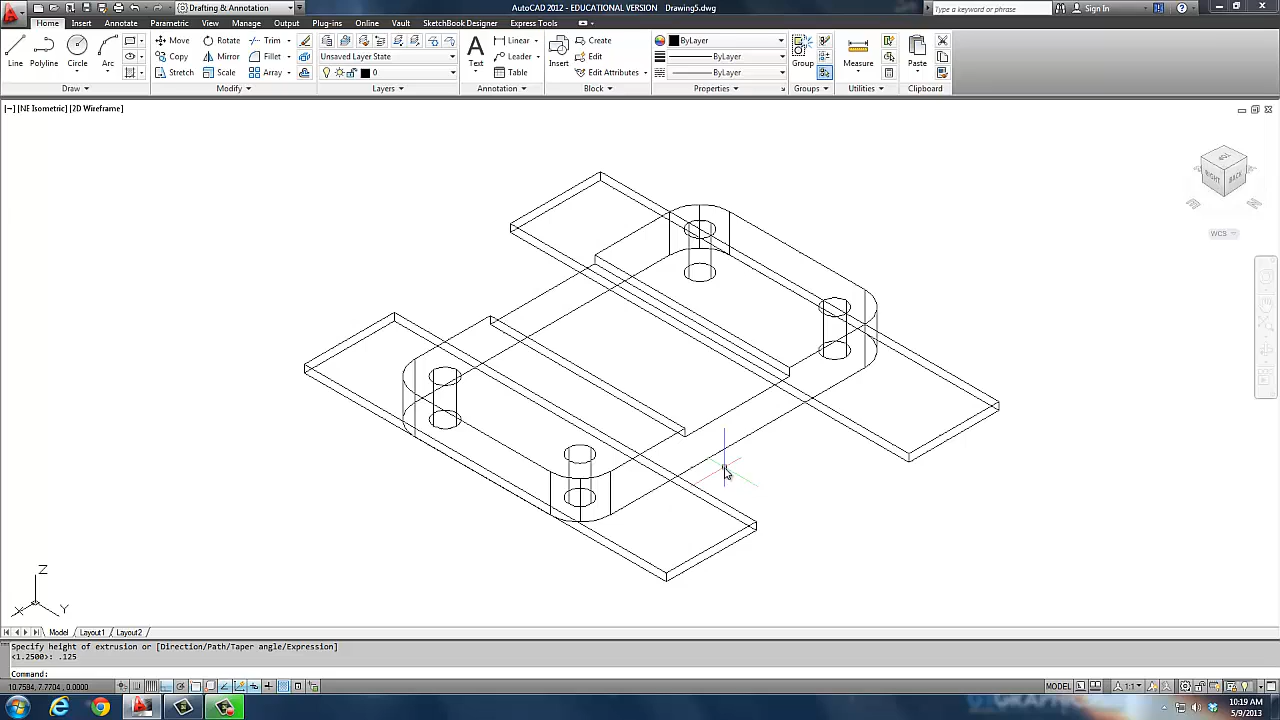 Drafting & Annotation
AutoCAD 2012 - EDUCATIONAL VERSION Drawing5.dwg
Type a keyword or phrase
Sign In
Home Insert Annotate Parametric View Manage Output Plug-ins Online Vault SketchBook Designer Express Tools
Line Polyline Circle Arc
Move Rotate Trim
Copy Mirror Fillet
Stretch Scale Array
Unsaved Layer State
0
Text
Linear
Leader
Table
Insert
Create
Edit
Edit Attributes
ByLayer
ByLayer
ByLayer
Group
Measure
Paste
Draw Modify Layers Annotation Block Properties Groups Utilities Clipboard
[–] [NE Isometric] [2D Wireframe]
TOP
RIGHT BACK
WCS
Z
X Y
Model Layout1 Layout2
Specify height of extrusion or [Direction/Path/Taper angle/Expression]
<1.2500>: .125
Command:
10.7584, 7.7704, 0.0000
MODEL
1:1
10:19 AM
5/9/2013